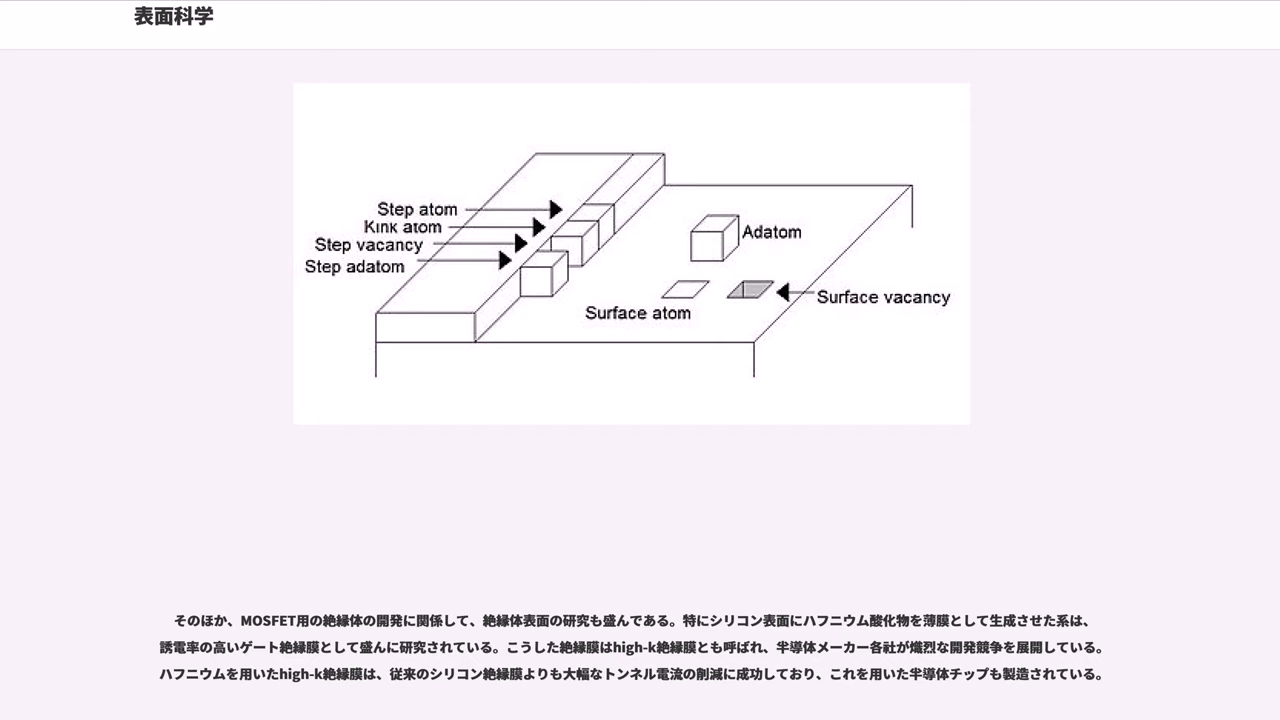 表面科学
Step atom
Kink atom
Step vacancy
Step adatom
Adatom
Surface atom
Surface vacancy
そのほか、MOSFET用の絶縁体の開発に関係して、絶縁体表面の研究も盛んである。特にシリコン表面にハフニウム酸化物を薄膜として生成させた系は、
誘電率の高いゲート絶縁膜として盛んに研究されている。こうした絶縁膜はhigh-k絶縁膜とも呼ばれ、半導体メーカー各社が熾烈な開発競争を展開している。
ハフニウムを用いたhigh-k絶縁膜は、従来のシリコン絶縁膜よりも大幅なトンネル電流の削減に成功しており、これを用いた半導体チップも製造されている。